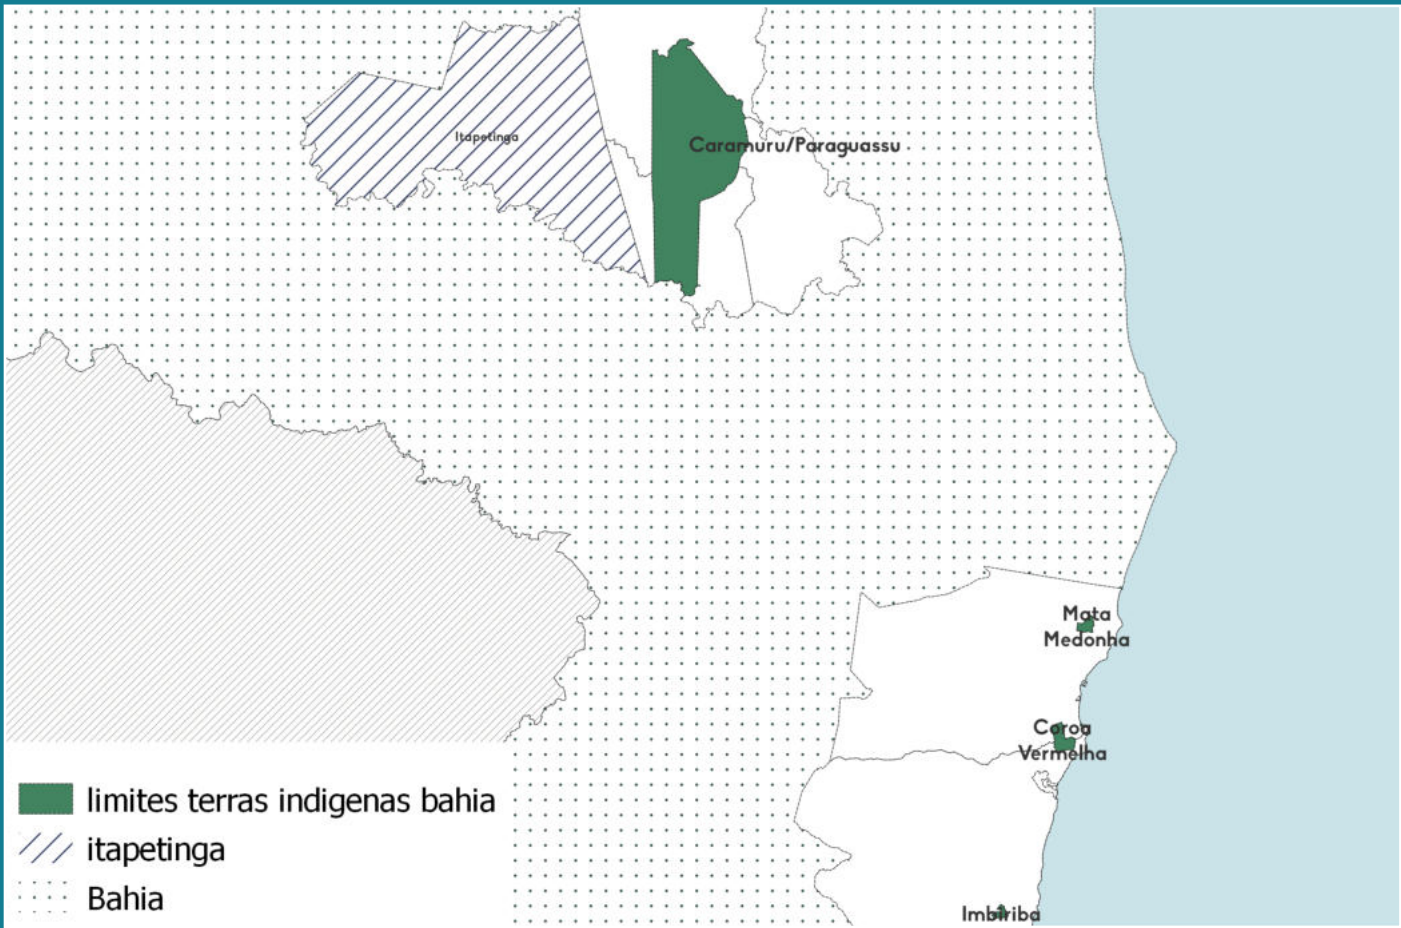 Itapetinga
Caramuru/Paraguassu
Mata
Medonha
Coroa
Vermelha
Imbiriba
limites terras indigenas bahia
itapetinga
Bahia